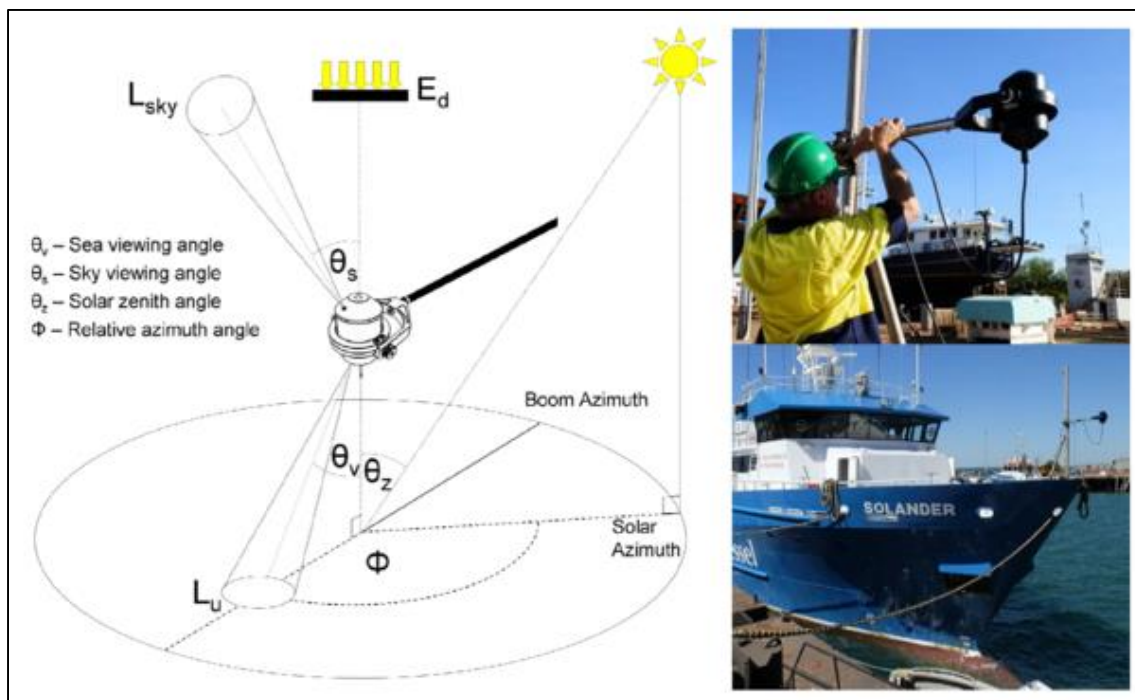 L_sky
E_d
θ_v – Sea viewing angle
θ_s – Sky viewing angle
θ_z – Solar zenith angle
Φ – Relative azimuth angle
θ_s
Boom Azimuth
θ_v
θ_z
Solar
Azimuth
Φ
L_u
SOLANDER
ssel